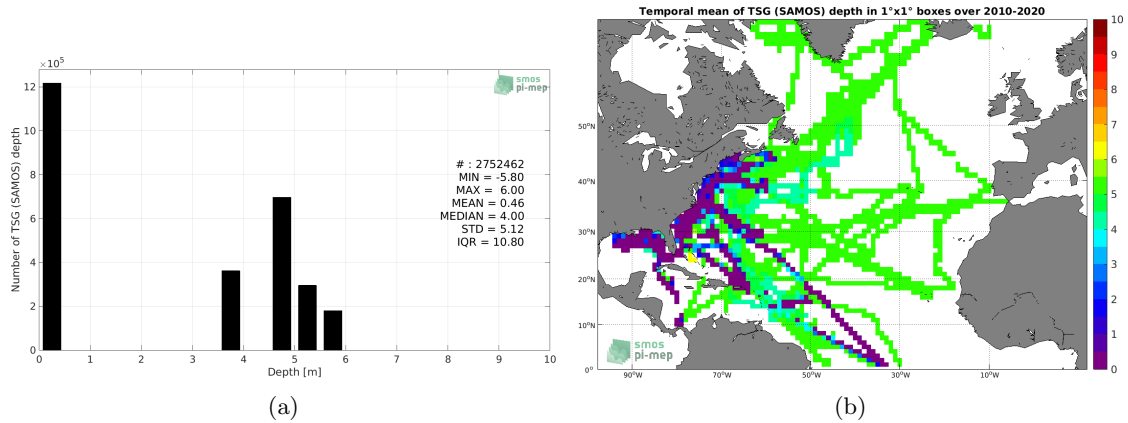 ×10⁵
12
10
8
6
4
2
0
Number of TSG (SAMOS) depth
0 1 2 3 4 5 6 7 8 9 10
Depth [m]
smos
pi-mep
# : 2752462
MIN = -5.80
MAX = 6.00
MEAN = 0.46
MEDIAN = 4.00
STD = 5.12
IQR = 10.80
(a)
Temporal mean of TSG (SAMOS) depth in 1°x1° boxes over 2010-2020
50°N
40°N
30°N
20°N
10°N
0°
90°W 70°W 50°W 30°W 10°W
smos
pi-mep
10
9
8
7
6
5
4
3
2
1
0
(b)